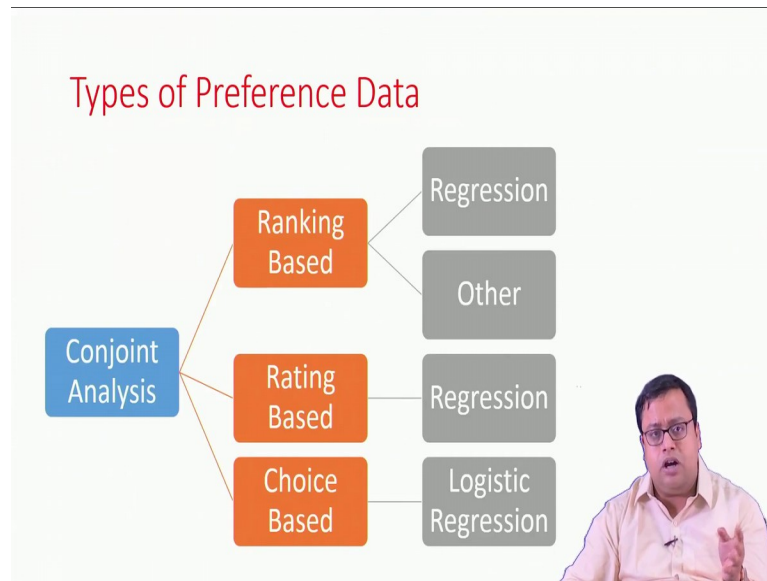 Types of Preference Data
Conjoint
Analysis
Ranking
Based
Regression
Other
Rating
Based
Regression
Choice
Based
Logistic
Regression